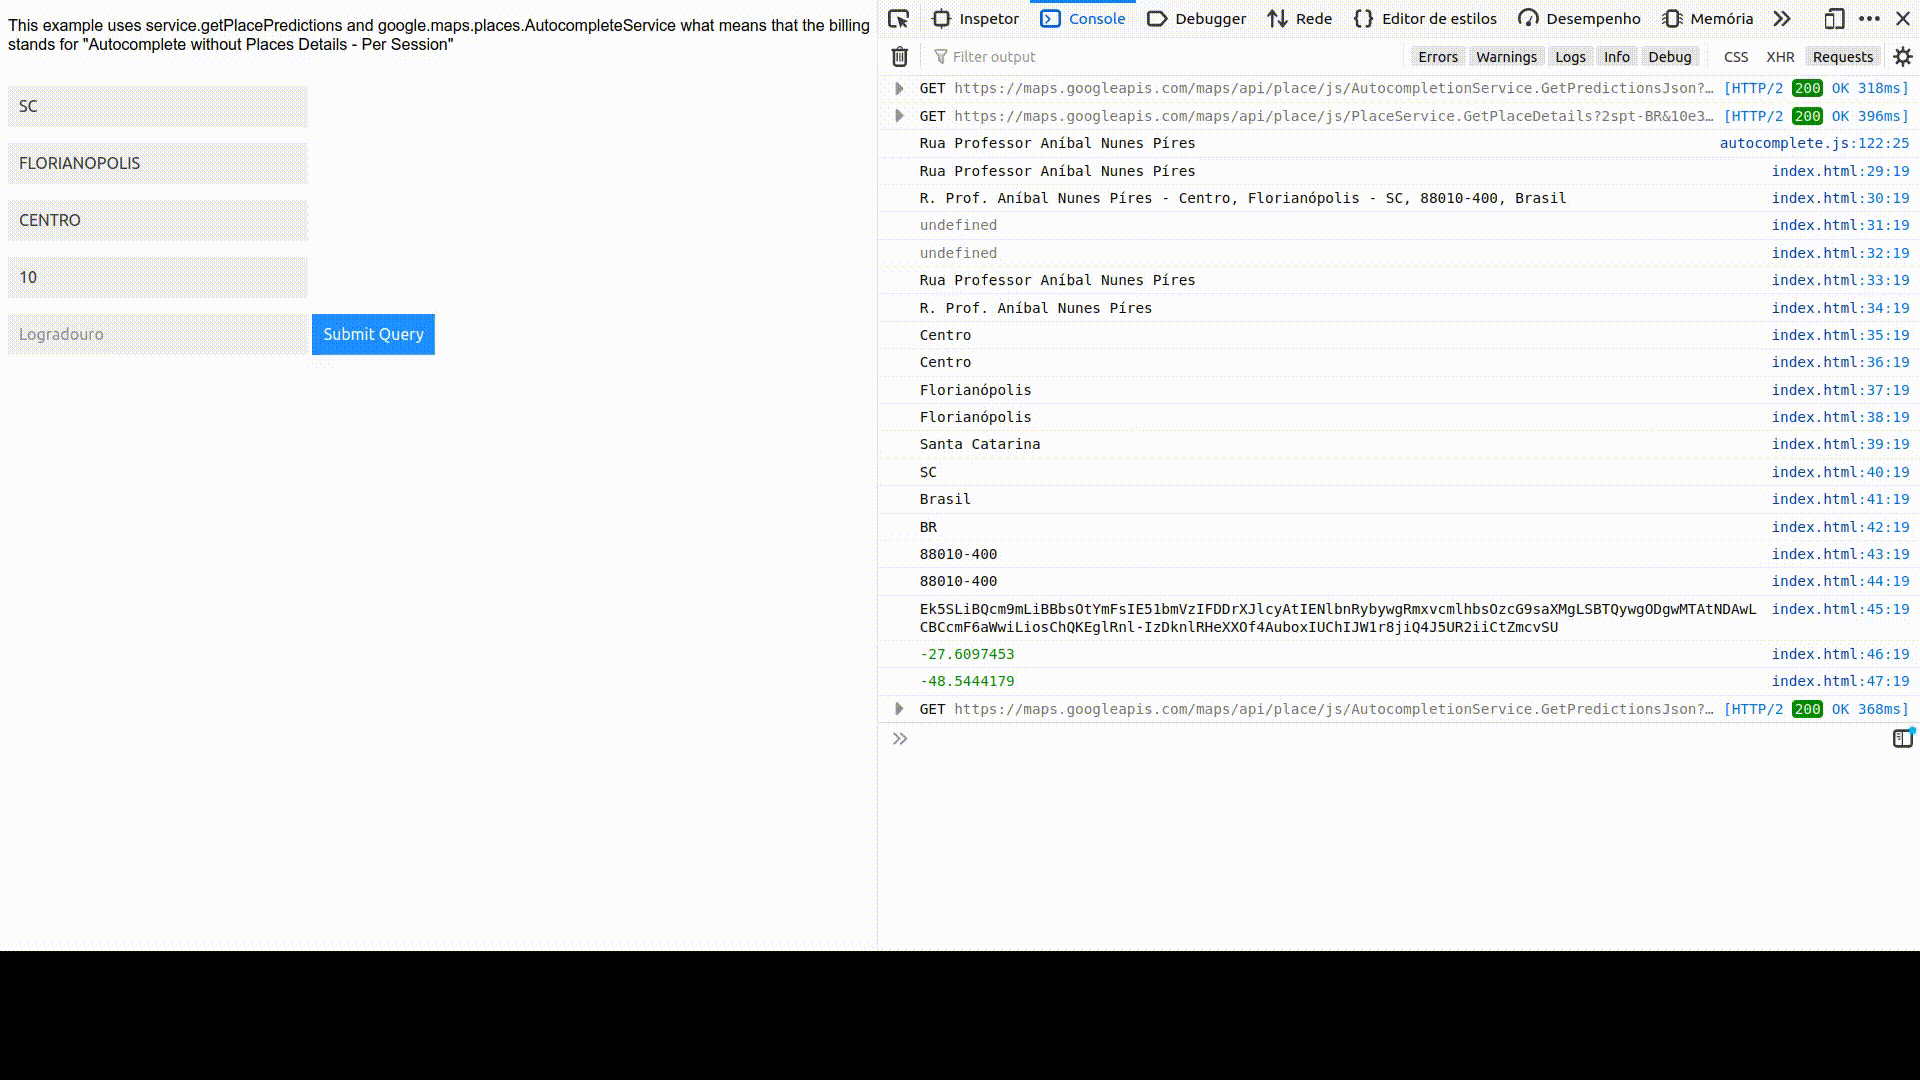 This example uses service.getPlacePredictions and google.maps.places.AutocompleteService what means that the billing
stands for "Autocomplete without Places Details - Per Session"
SC
FLORIANOPOLIS
CENTRO
10
Logradouro
Submit Query
Inspetor Console Debugger Rede Editor de estilos Desempenho Memória
Filter output
Errors Warnings Logs Info Debug CSS XHR Requests
GET https://maps.googleapis.com/maps/api/place/js/AutocompletionService.GetPredictionsJson?… [HTTP/2 200 OK 318ms]
GET https://maps.googleapis.com/maps/api/place/js/PlaceService.GetPlaceDetails?2spt-BR&10e3… [HTTP/2 200 OK 396ms]
Rua Professor Aníbal Nunes Píres autocomplete.js:122:25
Rua Professor Aníbal Nunes Píres index.html:29:19
R. Prof. Aníbal Nunes Píres - Centro, Florianópolis - SC, 88010-400, Brasil index.html:30:19
undefined index.html:31:19
undefined index.html:32:19
Rua Professor Aníbal Nunes Píres index.html:33:19
R. Prof. Aníbal Nunes Píres index.html:34:19
Centro index.html:35:19
Centro index.html:36:19
Florianópolis index.html:37:19
Florianópolis index.html:38:19
Santa Catarina index.html:39:19
SC index.html:40:19
Brasil index.html:41:19
BR index.html:42:19
88010-400 index.html:43:19
88010-400 index.html:44:19
Ek5SLiBQcm9mLiBBbsOtYmFsIE51bmVzIFDDrXJlcyAtIENlbnRybywgRmxvcmlhbsOzcG9saXMgLSBTQywgODgwMTAtNDAwL index.html:45:19
CBCcmF6aWwiLiosChQKEglRnl-IzDknlRHeXXOf4AuboxIUChIJW1r8jiQ4J5UR2iiCtZmcvSU
-27.6097453 index.html:46:19
-48.5444179 index.html:47:19
GET https://maps.googleapis.com/maps/api/place/js/AutocompletionService.GetPredictionsJson?… [HTTP/2 200 OK 368ms]